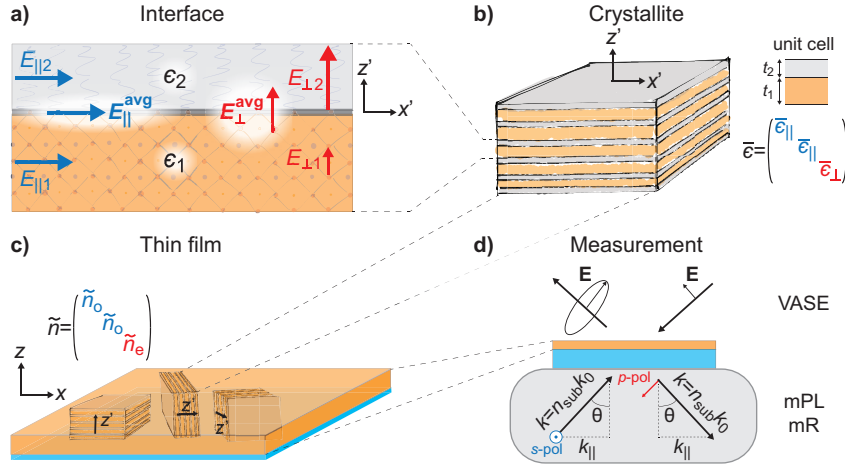 a) Interface
E||2
ϵ2
E⊥2
z'
x'
E||avg
E⊥avg
E||1
ϵ1
E⊥1
b) Crystallite
z'
x'
unit cell
t2
t1
ϵ̅=(ϵ̅|| ϵ̅|| ϵ̅⊥)
c) Thin film
ñ=(ño ño ñe)
z
x
z'
z'
z'
d) Measurement
E
E
VASE
p-pol
k=nsubk0
k=nsubk0
θ
θ
s-pol
k||
k||
mPL
mR